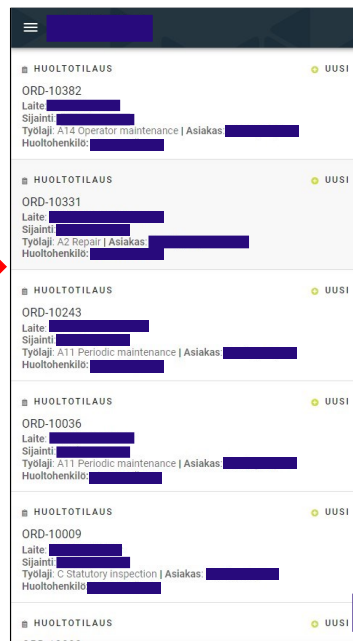 HUOLTOTILAUS UUSI
ORD-10382
Laite:
Sijainti:
Työlaji: A14 Operator maintenance | Asiakas:
Huoltohenkilö:
HUOLTOTILAUS UUSI
ORD-10331
Laite:
Sijainti:
Työlaji: A2 Repair | Asiakas:
Huoltohenkilö:
HUOLTOTILAUS UUSI
ORD-10243
Laite:
Sijainti:
Työlaji: A11 Periodic maintenance | Asiakas:
Huoltohenkilö:
HUOLTOTILAUS UUSI
ORD-10036
Laite:
Sijainti:
Työlaji: A11 Periodic maintenance | Asiakas:
Huoltohenkilö:
HUOLTOTILAUS UUSI
ORD-10009
Laite:
Sijainti:
Työlaji: C Statutory inspection | Asiakas:
Huoltohenkilö:
HUOLTOTILAUS UUSI